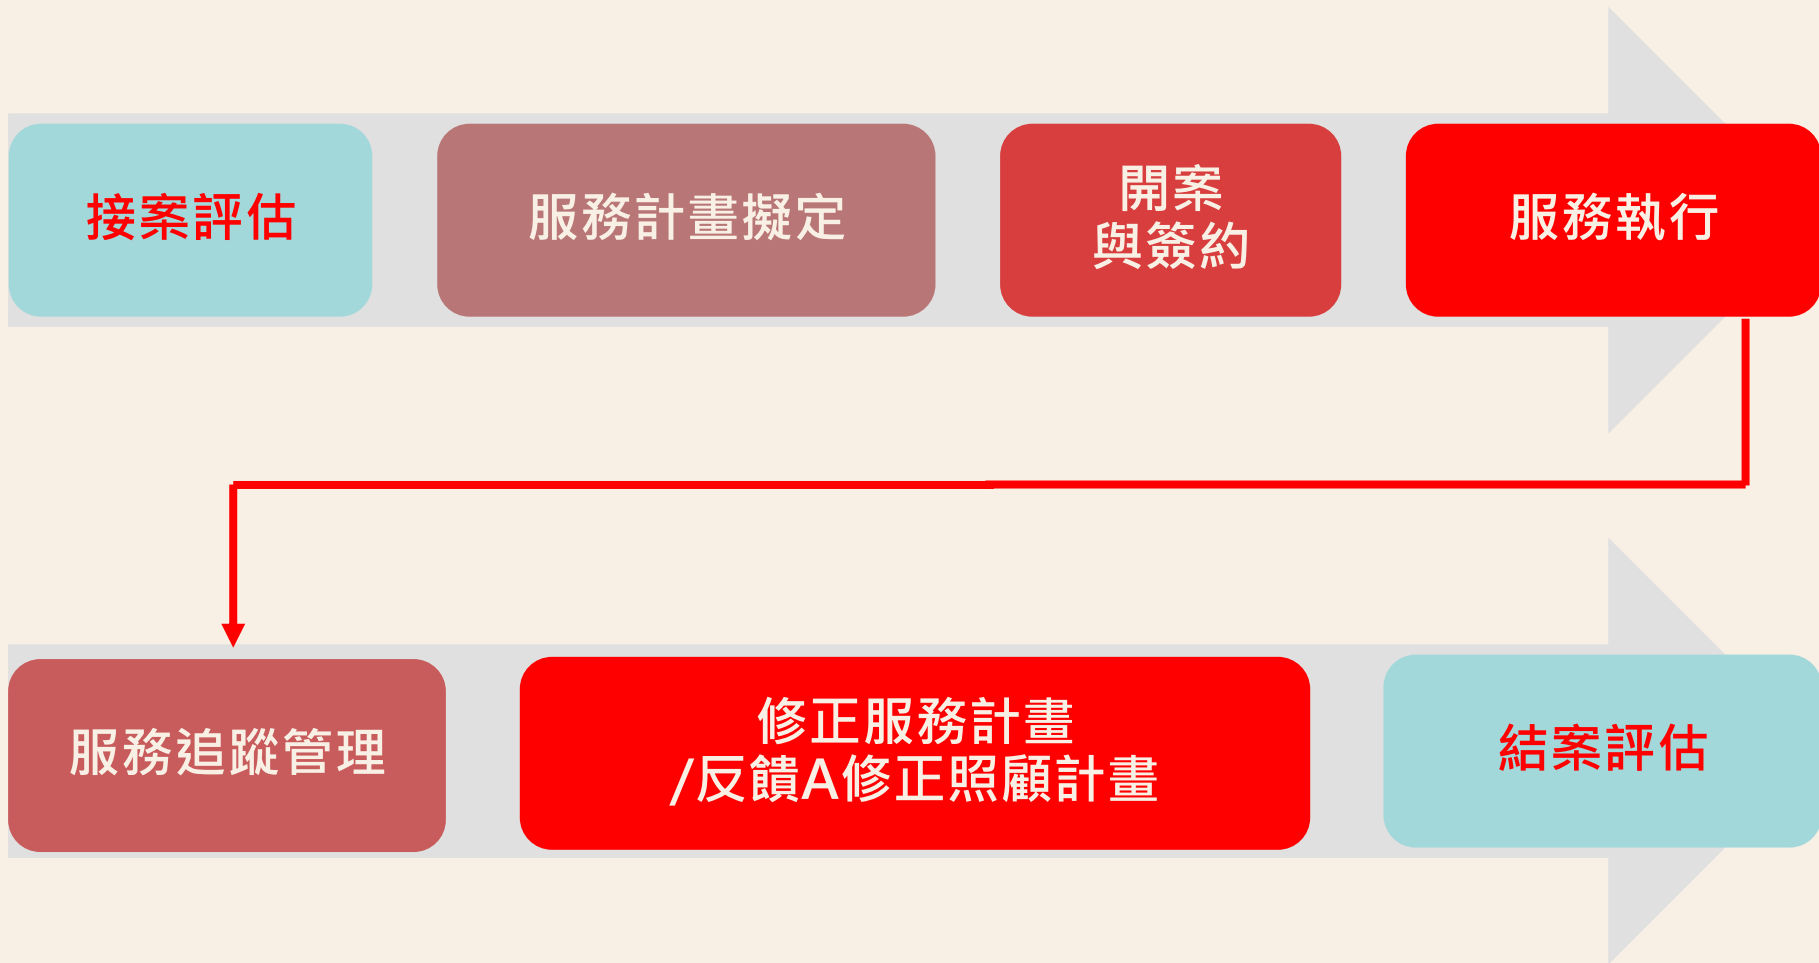 接案評估
服務計畫擬定
開案
與簽約
服務執行
服務追蹤管理
修正服務計畫
/反饋A修正照顧計畫
結案評估